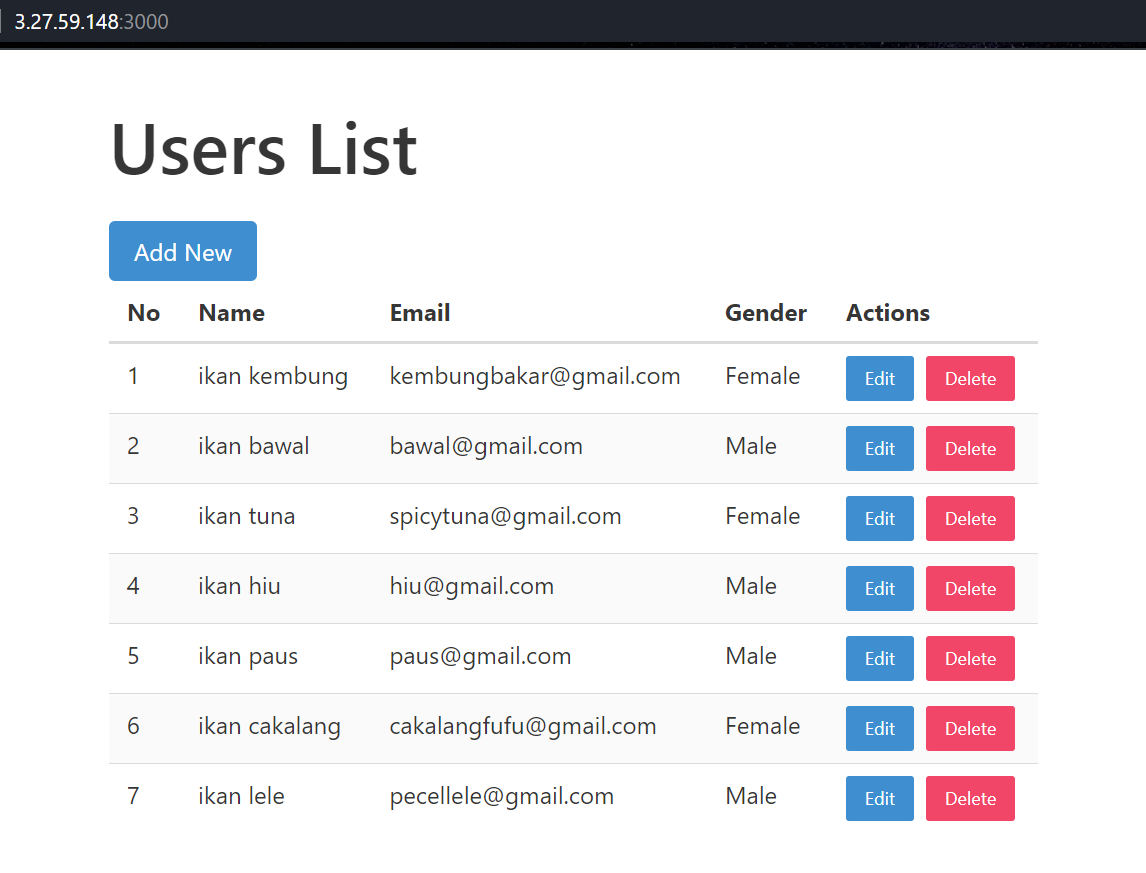 3.27.59.148:3000
Users List
Add New
No Name Email Gender Actions
1 ikan kembung kembungbakar@gmail.com Female Edit Delete
2 ikan bawal bawal@gmail.com Male Edit Delete
3 ikan tuna spicytuna@gmail.com Female Edit Delete
4 ikan hiu hiu@gmail.com Male Edit Delete
5 ikan paus paus@gmail.com Male Edit Delete
6 ikan cakalang cakalangfufu@gmail.com Female Edit Delete
7 ikan lele pecellele@gmail.com Male Edit Delete